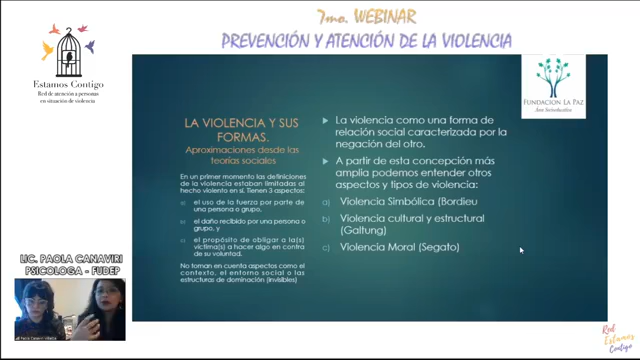 7mo. WEBINAR
PREVENCIÓN Y ATENCIÓN DE LA VIOLENCIA
Estamos Contigo
Red de atención a personas
en situación de violencia
FUNDACION LA PAZ
Área Socioeducativa
LA VIOLENCIA Y SUS
FORMAS.
Aproximaciones desde las
teorías sociales
En un primer momento las definiciones
de la violencia estaban limitadas al
hecho violento en sí. Tienen 3 aspectos:
a) el uso de la fuerza por parte de
una persona o grupo,
b) el daño recibido por una persona o
grupo, y
c) el propósito de obligar a la(s)
víctima(s) a hacer algo en contra
de su voluntad.
No toman en cuenta aspectos como el
contexto, el entorno social o las
estructuras de dominación (invisibles)
La violencia como una forma de
relación social caracterizada por la
negación del otro.
A partir de esta concepción más
amplia podemos entender otros
aspectos y tipos de violencia:
a) Violencia Simbólica (Bordieu
b) Violencia cultural y estructural
(Galtung)
c) Violencia Moral (Segato)
LIC. PAOLA CANAVIRI
PSICOLOGA - FUDEP
Red
Estamos
Contigo